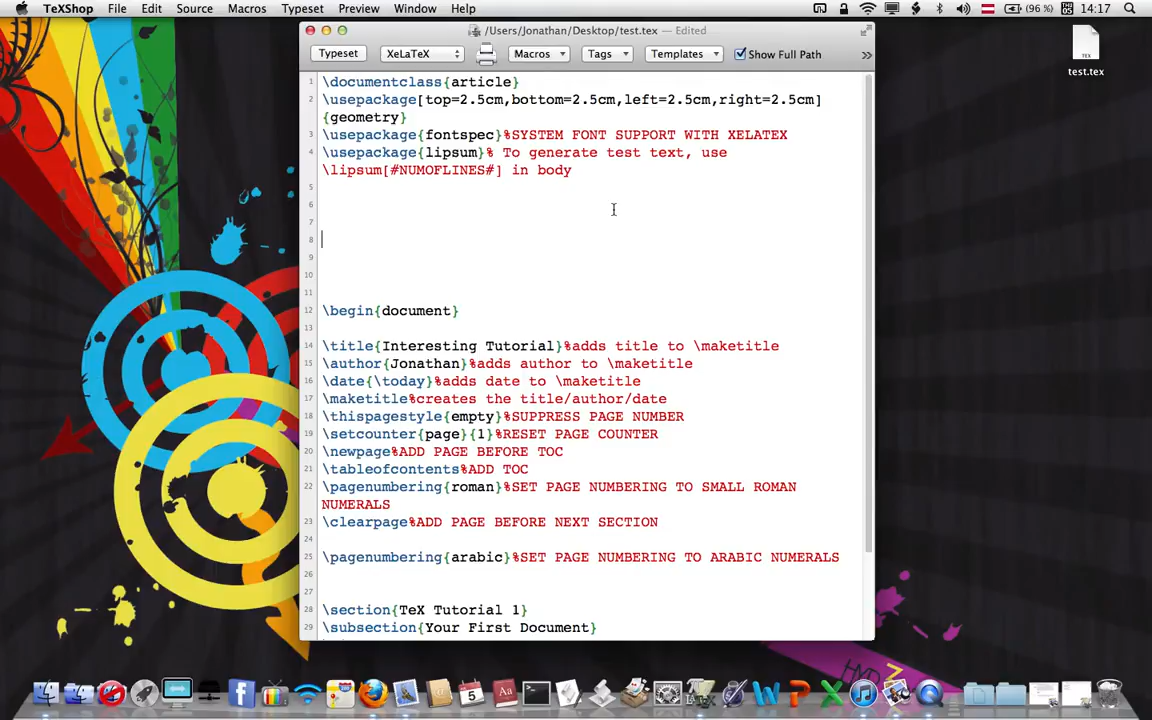 TeXShop File Edit Source Macros Typeset Preview Window Help (96 %) 14:17
/Users/Jonathan/Desktop/test.tex — Edited
Typeset XeLaTeX Macros Tags Templates Show Full Path »
1 \documentclass{article}
2 \usepackage[top=2.5cm,bottom=2.5cm,left=2.5cm,right=2.5cm]
{geometry}
3 \usepackage{fontspec}%SYSTEM FONT SUPPORT WITH XELATEX
4 \usepackage{lipsum}% To generate test text, use
\lipsum[#NUMOFLINES#] in body
5
6
7
8
9
10
11
12 \begin{document}
13
14 \title{Interesting Tutorial}%adds title to \maketitle
15 \author{Jonathan}%adds author to \maketitle
16 \date{\today}%adds date to \maketitle
17 \maketitle%creates the title/author/date
18 \thispagestyle{empty}%SUPPRESS PAGE NUMBER
19 \setcounter{page}{1}%RESET PAGE COUNTER
20 \newpage%ADD PAGE BEFORE TOC
21 \tableofcontents%ADD TOC
22 \pagenumbering{roman}%SET PAGE NUMBERING TO SMALL ROMAN
NUMERALS
23 \clearpage%ADD PAGE BEFORE NEXT SECTION
24
25 \pagenumbering{arabic}%SET PAGE NUMBERING TO ARABIC NUMERALS
26
27
28 \section{TeX Tutorial 1}
29 \subsection{Your First Document}
TEX
test.tex